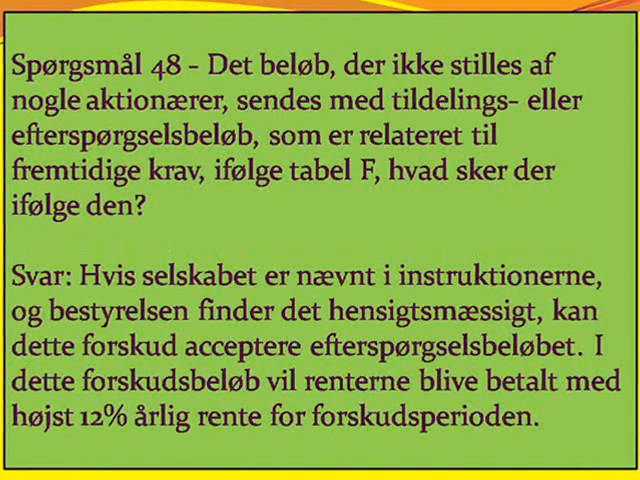 Spørgsmål 48 - Det beløb, der ikke stilles af
nogle aktionærer, sendes med tildelings- eller
efterspørgselsbeløb, som er relateret til
fremtidige krav, ifølge tabel F, hvad sker der
ifølge den?
Svar: Hvis selskabet er nævnt i instruktionerne,
og bestyrelsen finder det hensigtsmæssigt, kan
dette forskud acceptere efterspørgselsbeløbet. I
dette forskudsbeløb vil renterne blive betalt med
højst 12% årlig rente for forskudsperioden.